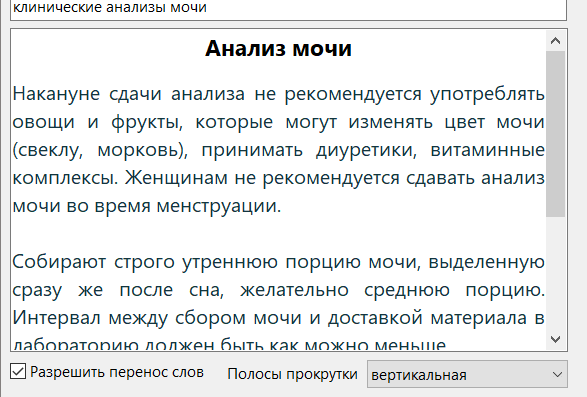 клинические анализы мочи
Анализ мочи
Накануне сдачи анализа не рекомендуется употреблять
овощи и фрукты, которые могут изменять цвет мочи
(свеклу, морковь), принимать диуретики, витаминные
комплексы. Женщинам не рекомендуется сдавать анализ
мочи во время менструации.
Собирают строго утреннюю порцию мочи, выделенную
сразу же после сна, желательно среднюю порцию.
Интервал между сбором мочи и доставкой материала в
лабораторию должен быть как можно меньше.
Разрешить перенос слов
Полосы прокрутки
вертикальная